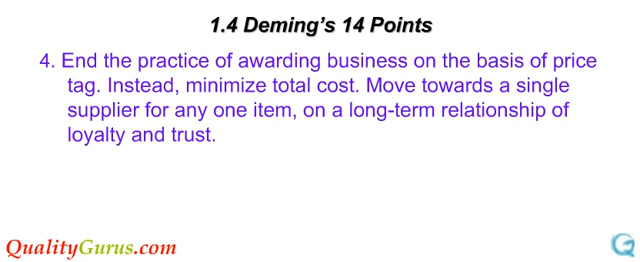 1.4 Deming's 14 Points
4. End the practice of awarding business on the basis of price
tag. Instead, minimize total cost. Move towards a single
supplier for any one item, on a long-term relationship of
loyalty and trust.
QualityGurus.com